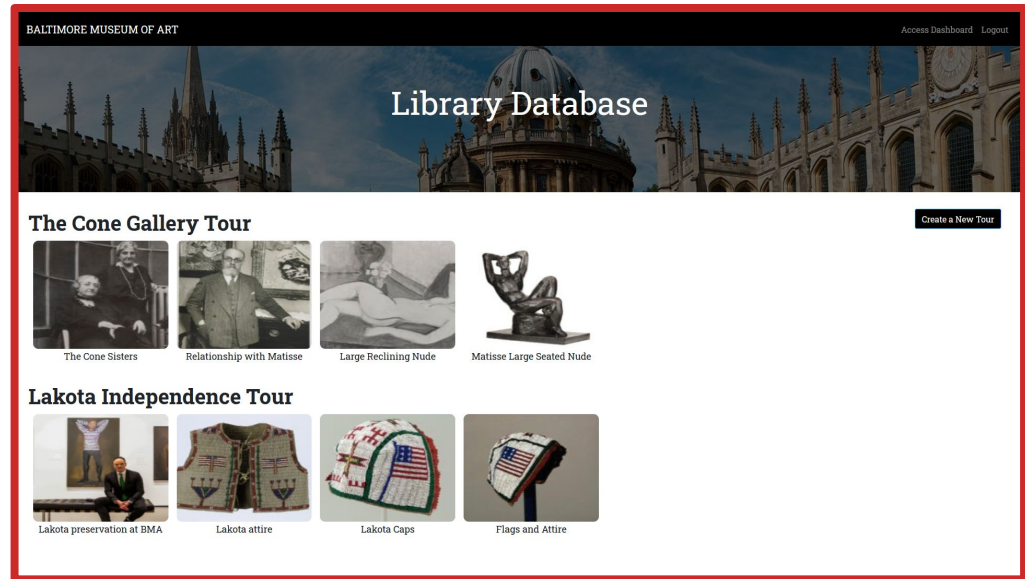 BALTIMORE MUSEUM OF ART
Access Dashboard Logout
Library Database
The Cone Gallery Tour
Create a New Tour
The Cone Sisters
Relationship with Matisse
Large Reclining Nude
Matisse Large Seated Nude
Lakota Independence Tour
Lakota preservation at BMA
Lakota attire
Lakota Caps
Flags and Attire